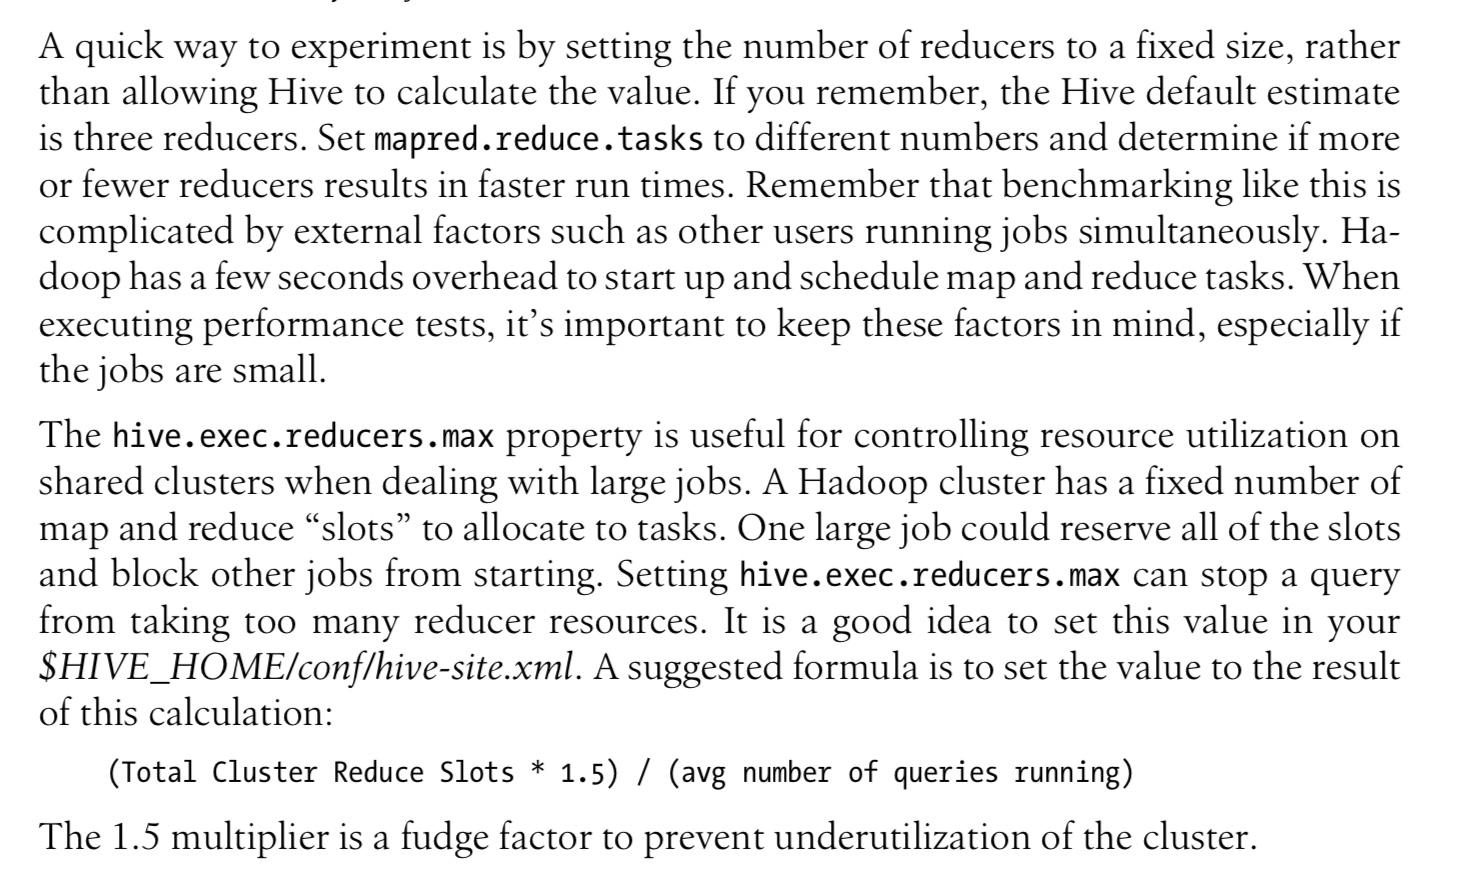 A quick way to experiment is by setting the number of reducers to a fixed size, rather
than allowing Hive to calculate the value. If you remember, the Hive default estimate
is three reducers. Set mapred.reduce.tasks to different numbers and determine if more
or fewer reducers results in faster run times. Remember that benchmarking like this is
complicated by external factors such as other users running jobs simultaneously. Ha-
doop has a few seconds overhead to start up and schedule map and reduce tasks. When
executing performance tests, it’s important to keep these factors in mind, especially if
the jobs are small.
The hive.exec.reducers.max property is useful for controlling resource utilization on
shared clusters when dealing with large jobs. A Hadoop cluster has a fixed number of
map and reduce “slots” to allocate to tasks. One large job could reserve all of the slots
and block other jobs from starting. Setting hive.exec.reducers.max can stop a query
from taking too many reducer resources. It is a good idea to set this value in your
$HIVE_HOME/conf/hive-site.xml. A suggested formula is to set the value to the result
of this calculation:
(Total Cluster Reduce Slots * 1.5) / (avg number of queries running)
The 1.5 multiplier is a fudge factor to prevent underutilization of the cluster.